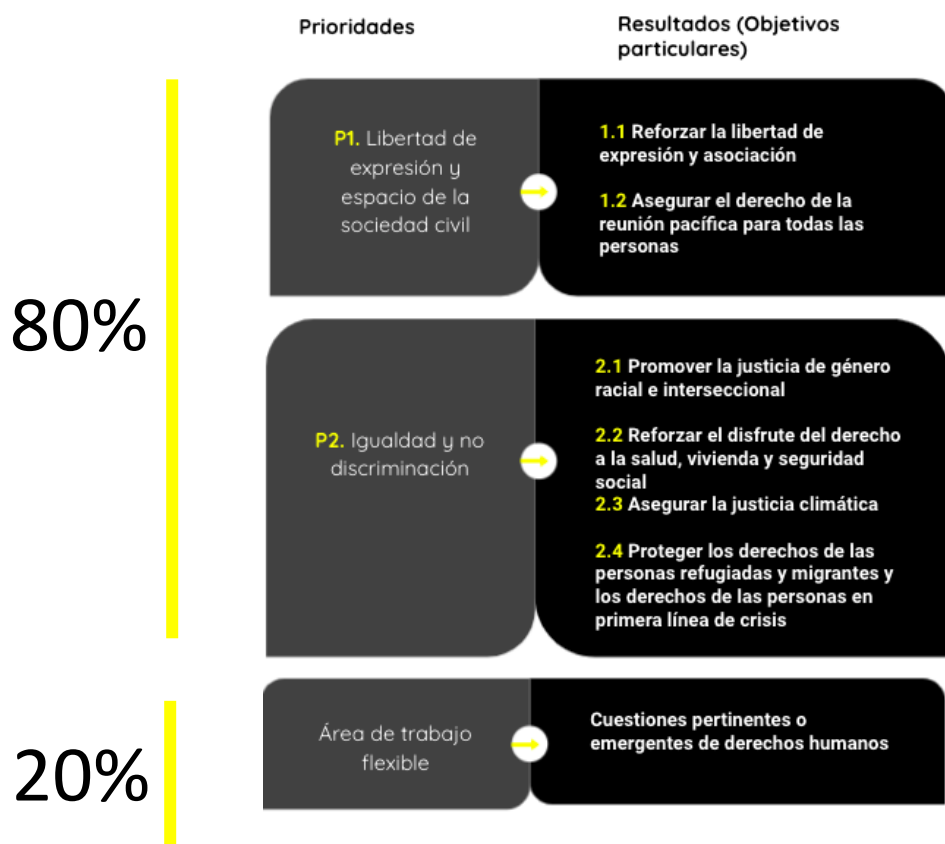 Prioridades
Resultados (Objetivos
particulares)
80%
P1. Libertad de
expresión y
espacio de la
sociedad civil
1.1 Reforzar la libertad de
expresión y asociación
1.2 Asegurar el derecho de la
reunión pacífica para todas las
personas
P2. Igualdad y no
discriminación
2.1 Promover la justicia de género
racial e interseccional
2.2 Reforzar el disfrute del derecho
a la salud, vivienda y seguridad
social
2.3 Asegurar la justicia climática
2.4 Proteger los derechos de las
personas refugiadas y migrantes y
los derechos de las personas en
primera línea de crisis
20%
Área de trabajo
flexible
Cuestiones pertinentes o
emergentes de derechos humanos